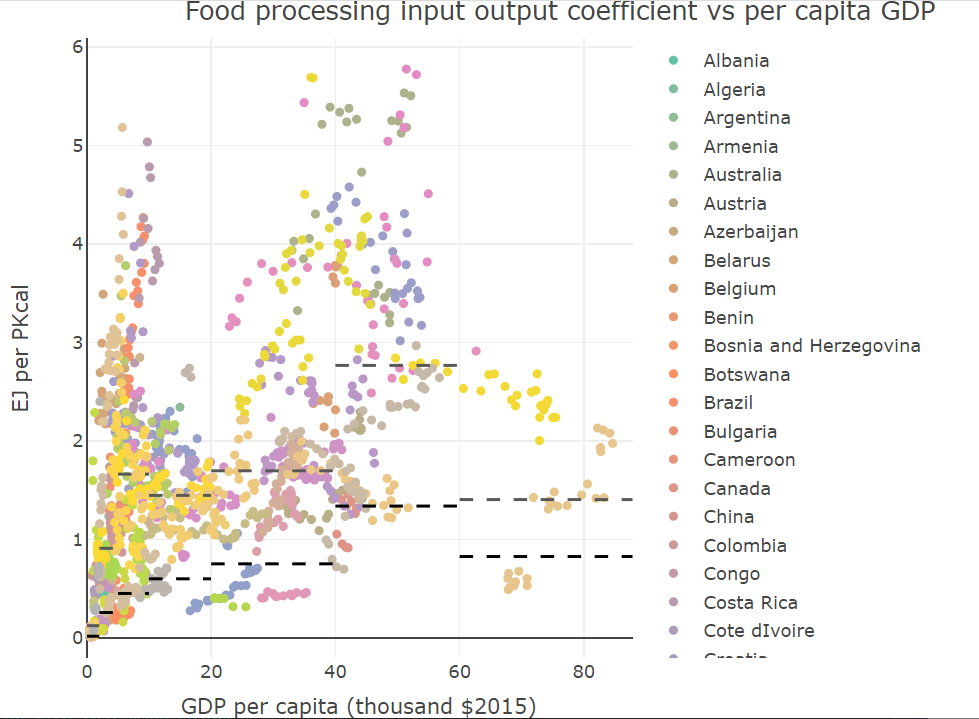 Food processing input output coefficient vs per capita GDP
6
5
4
3
2
1
0
EJ per PKcal
0 20 40 60 80
GDP per capita (thousand $2015)
Albania
Algeria
Argentina
Armenia
Australia
Austria
Azerbaijan
Belarus
Belgium
Benin
Bosnia and Herzegovina
Botswana
Brazil
Bulgaria
Cameroon
Canada
China
Colombia
Congo
Costa Rica
Cote dIvoire
Croatia